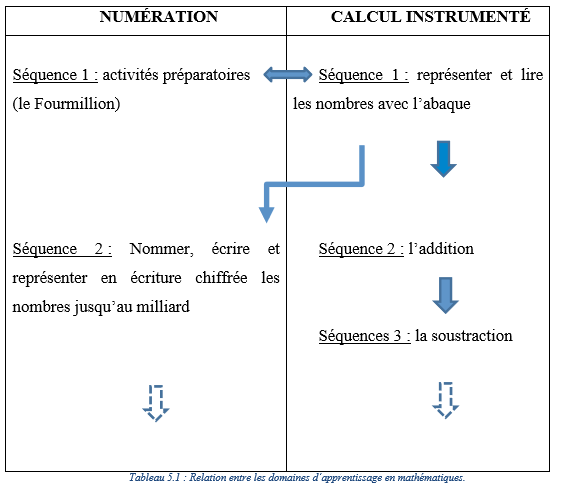 NUMÉRATION
CALCUL INSTRUMENTÉ
Séquence 1 : activités préparatoires
(le Fourmillion)
Séquence 1 : représenter et lire
les nombres avec l’abaque
Séquence 2 : Nommer, écrire et
représenter en écriture chiffrée les
nombres jusqu’au milliard
Séquence 2 : l’addition
Séquences 3 : la soustraction
Tableau 5.1 : Relation entre les domaines d’apprentissage en mathématiques.